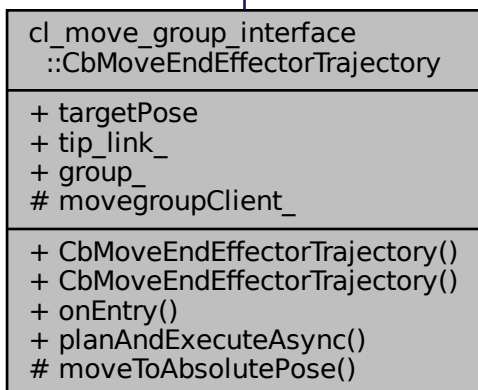 cl_move_group_interface
::CbMoveEndEffectorTrajectory
+ targetPose
+ tip_link_
+ group_
# movegroupClient_
+ CbMoveEndEffectorTrajectory()
+ CbMoveEndEffectorTrajectory()
+ onEntry()
+ planAndExecuteAsync()
# moveToAbsolutePose()